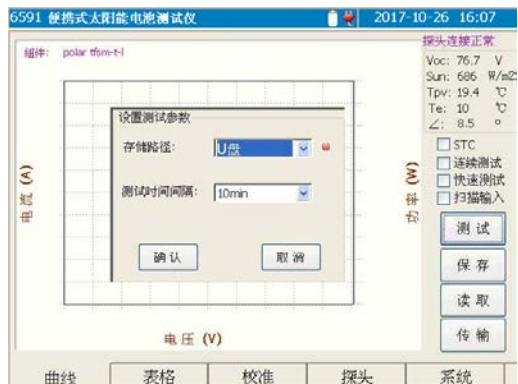 6591 便携式太阳能电池测试仪 2017-10-26 16:07
组件: polar tfsm-t-l
探头连接正常
Voc: 76.7 V
Sun: 686 W/m2
Tpv: 19.4 ℃
Te: 10 ℃
∠: 8.5 °
STC
连续测试
快速测试
扫描输入
设置测试参数
存储路径: U盘
测试时间间隔: 10min
确认 取消
电流 (A)
功率 (W)
电压 (V)
测试
保存
读取
传输
曲线 表格 校准 探头 系统